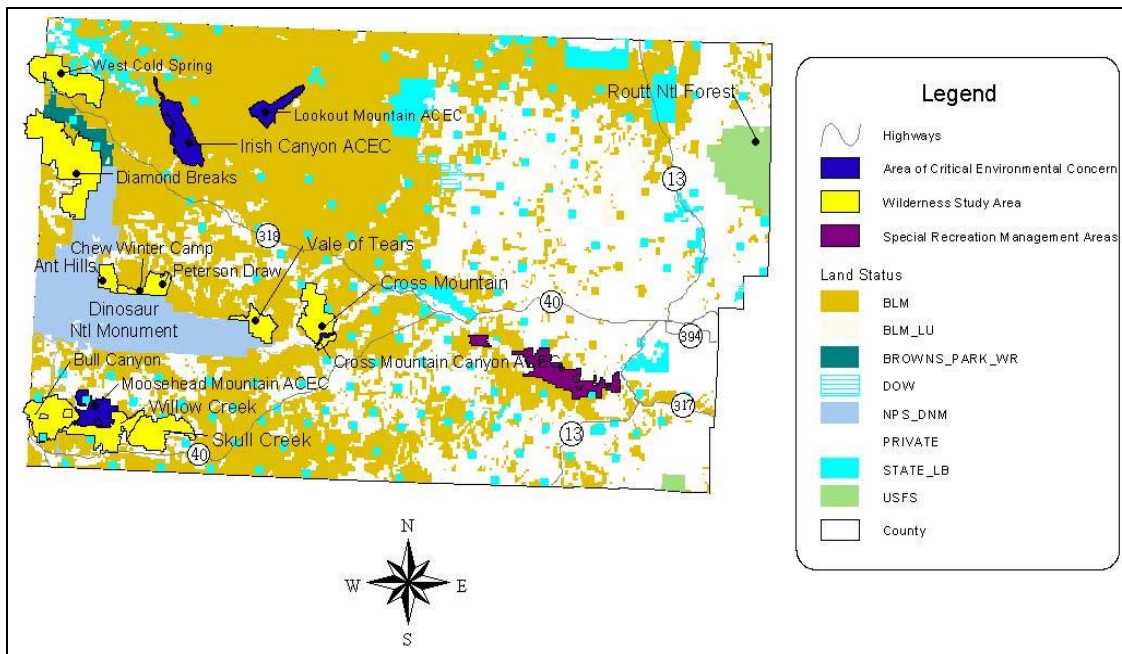 West Cold Spring
Routt Ntl Forest
Lookout Mountain ACEC
Irish Canyon ACEC
Diamond Breaks
13
318
Vale of Tears
Chew Winter Camp
Ant Hills
Peterson Draw
Cross Mountain
Dinosaur
Ntl Monument
40
394
Cross Mountain Canyon ACEC
Bull Canyon
Moosehead Mountain ACEC
Willow Creek
317
Skull Creek
13
40
N
W
E
S
Legend
Highways
Area of Critical Environmental Concern
Wilderness Study Area
Special Recreation Management Areas
Land Status
BLM
BLM_LU
BROWNS_PARK_WR
DOW
NPS_DNM
PRIVATE
STATE_LB
USFS
County